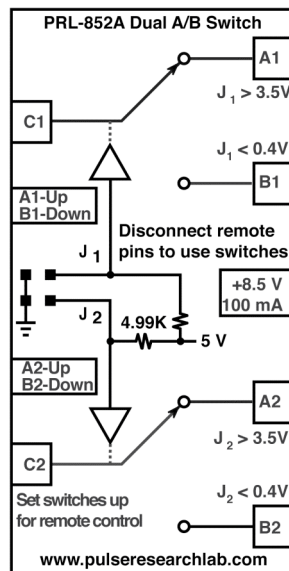 PRL-852A Dual A/B Switch
A1
J1 > 3.5V
C1
J1 < 0.4V
B1
A1-Up
B1-Down
Disconnect remote
pins to use switches
J1
+8.5 V
100 mA
J2
4.99K
5 V
A2-Up
B2-Down
A2
J2 > 3.5V
C2
J2 < 0.4V
Set switches up
for remote control
B2
www.pulseresearchlab.com